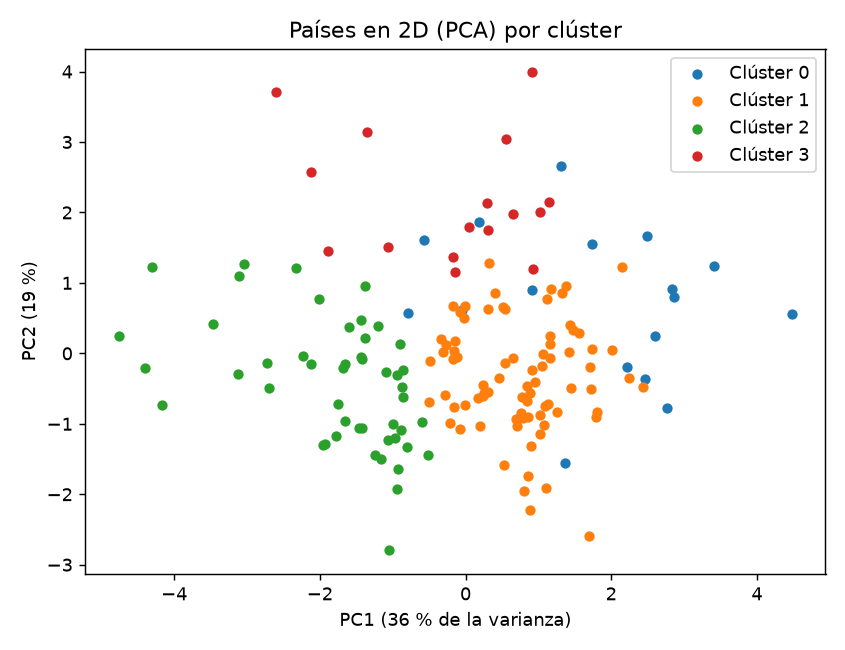 Países en 2D (PCA) por clúster
Clúster 0
Clúster 1
Clúster 2
Clúster 3
4
3
2
1
0
−1
−2
−3
PC2 (19 %)
−4
−2
0
2
4
PC1 (36 % de la varianza)